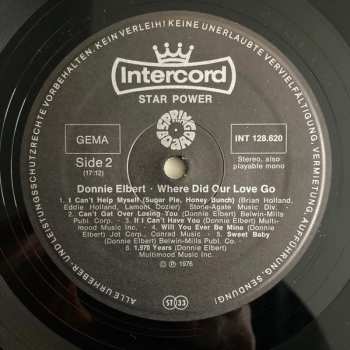 ALLE URHEBER- UND LEISTUNGSSCHUTZRECHTE VORBEHALTEN. KEIN VERLEIH! KEINE UNERLAUBTE VERVIELFÄLTIGUNG, AUFFÜHRUNG, SENDUNG!
Intercord
STAR POWER
GEMA
SPRINGBOARD
INT 128.620
Side 2
(17:12)
Stereo, also
playable mono
Donnie Elbert · Where Did Our Love Go
1. I Can't Help Myself (Sugar Pie, Honey Bunch) (Brian Holland,
Eddie Holland, Lamont Dozier) Stone-Agate Music Div. -
2. Can't Get Over Losing You (Donnie Elbert) Belwin-Mills
Publ. Corp. - 3. If I Can't Have You (Donnie Elbert) Multi-
mood Music Inc. - 4. Will You Ever Be Mine (Donnie
Elbert) Jot Corp., Conrad Music - 5. Sweet Baby
(Donnie Elbert) Belwin-Mills Publ. Co.
6. 1,976 Years (Donnie Elbert)
Multimood Music Inc.
℗ 1976
ST 33